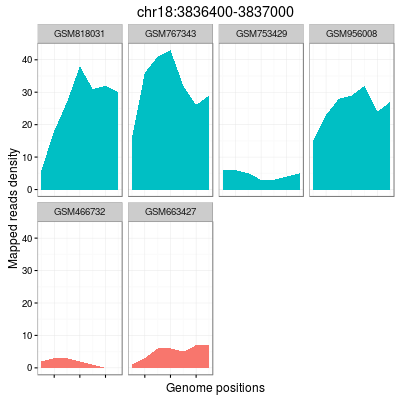 chr18:3836400-3837000
GSM818031 GSM767343 GSM753429 GSM956008
40
30
20
10
0
GSM466732 GSM663427
40
30
20
10
0
Mapped reads density
Genome positions